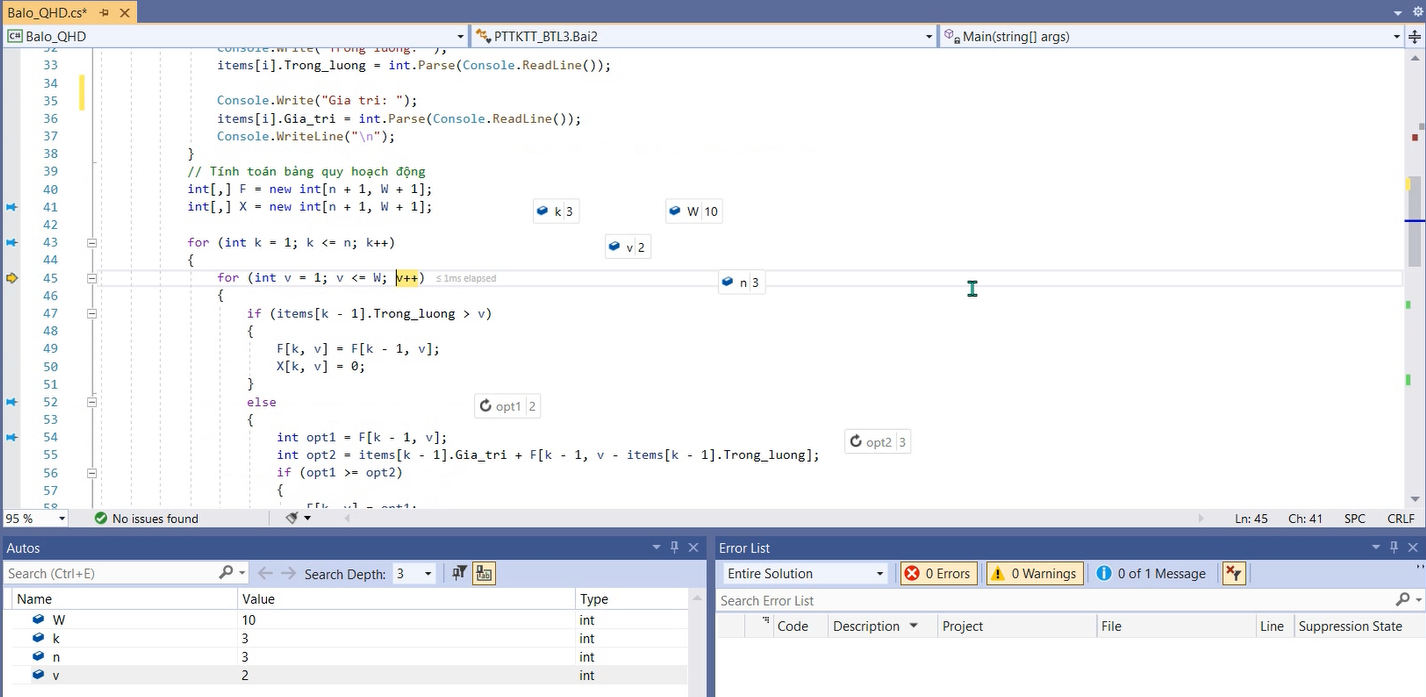 Balo_QHD.cs*
C# Balo_QHD PTTKTT_BTL3.Bai2 Main(string[] args)
32 Console.Write("Trong luong: ");
33 items[i].Trong_luong = int.Parse(Console.ReadLine());
34
35 Console.Write("Gia tri: ");
36 items[i].Gia_tri = int.Parse(Console.ReadLine());
37 Console.WriteLine("\n");
38 }
39 // Tính toán bảng quy hoạch động
40 int[,] F = new int[n + 1, W + 1];
41 int[,] X = new int[n + 1, W + 1]; k 3 W 10
42
43 for (int k = 1; k <= n; k++) v 2
44 {
45 for (int v = 1; v <= W; v++) ≤ 1ms elapsed n 3
46 {
47 if (items[k - 1].Trong_luong > v)
48 {
49 F[k, v] = F[k - 1, v];
50 X[k, v] = 0;
51 }
52 else opt1 2
53 {
54 int opt1 = F[k - 1, v]; opt2 3
55 int opt2 = items[k - 1].Gia_tri + F[k - 1, v - items[k - 1].Trong_luong];
56 if (opt1 >= opt2)
57 {
58 F[k, v] = opt1;
95 % No issues found Ln: 45 Ch: 41 SPC CRLF
Autos
Search (Ctrl+E) Search Depth: 3
Name Value Type
W 10 int
k 3 int
n 3 int
v 2 int
Error List
Entire Solution 0 Errors 0 Warnings 0 of 1 Message
Search Error List
Code Description Project File Line Suppression State